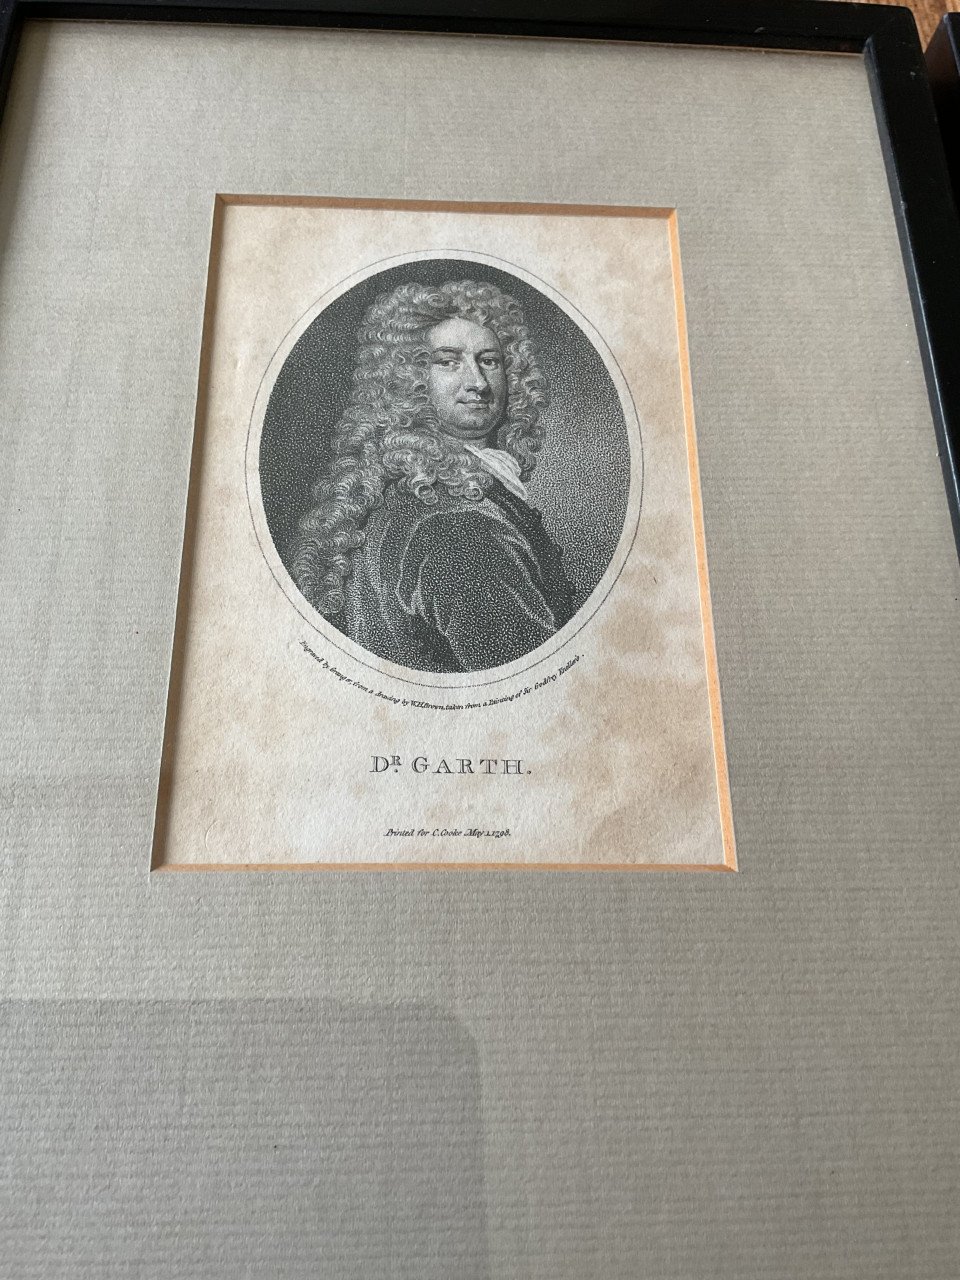 Engraved by Granger, from a drawing by W.H. Brown, taken from a Painting of Sir Godfrey Kneller's.
DR. GARTH.
Printed for C. Cooke May 1. 1798.